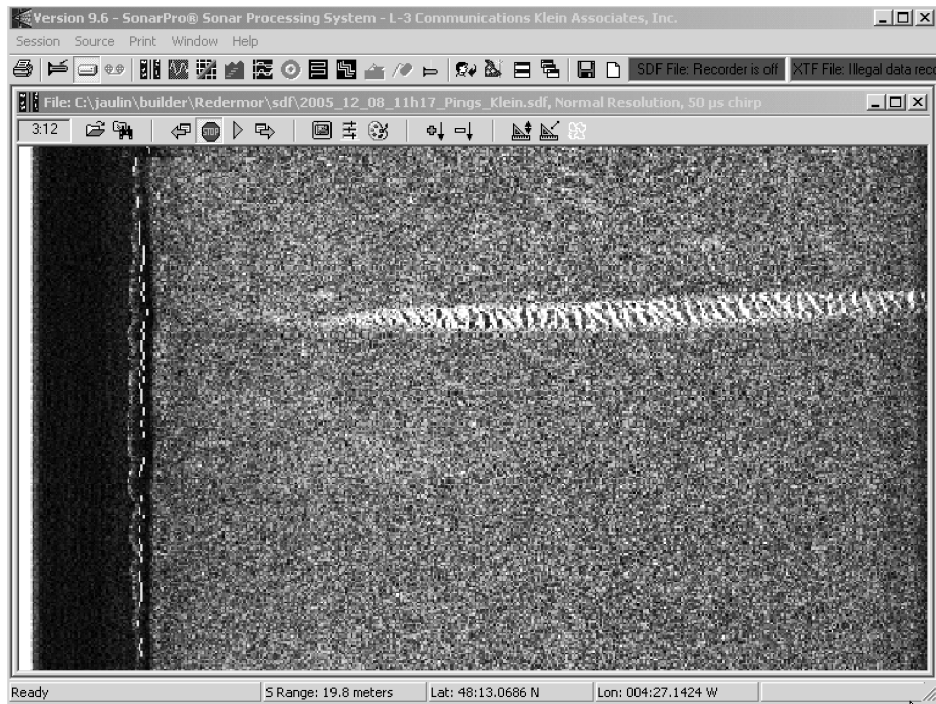 Version 9.6 - SonarPro® Sonar Processing System - L-3 Communications Klein Associates, Inc.
Session Source Print Window Help
SDF File: Recorder is off XTF File: Illegal data reco
File: C:\jaulin\builder\Redermor\sdf\2005_12_08_11h17_Pings_Klein.sdf, Normal Resolution, 50 µs chirp
3:12 STOP
Ready S Range: 19.8 meters Lat: 48:13.0686 N Lon: 004:27.1424 W